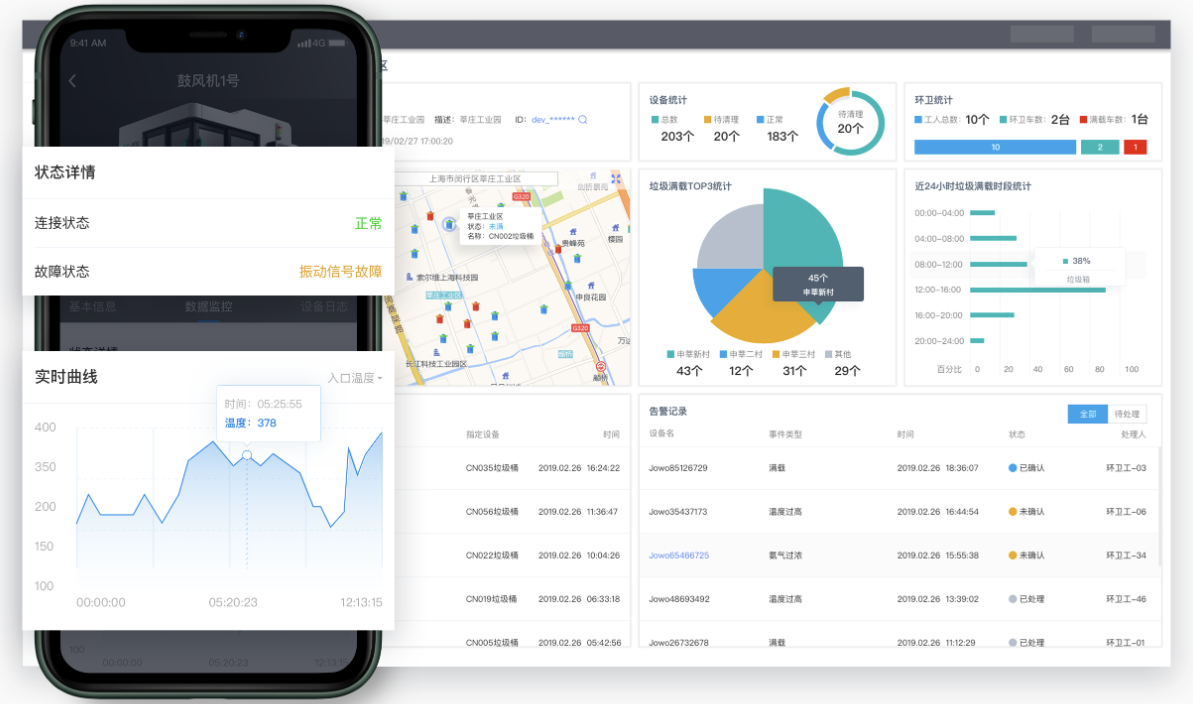 9:41 AM
4G
鼓风机1号
状态详情
连接状态 正常
故障状态 振动信号故障
基本信息 数据监控 设备日志
状态详情
实时曲线
入口温度
时间: 05:25:55
温度: 378
400
350
200
150
100
00:00:00 05:20:23 12:13:15
100
00:00:00 05:20:23 12:13:15
区
莘庄工业园 描述: 莘庄工业园 ID: dev_******
19/02/27 17:00:20
设备统计
总数 待清理 正常
203个 20个 183个
待清理
20个
环卫统计
工人总数: 10个 环卫车数: 2台 满载车数: 1台
10 2 1
上海市闵行区莘庄工业区
G320
莘庄工业区
状态: 未满
名称: CN002垃圾桶
贵峰苑
楼园
索尔维上海科技园
莘庄工业区
申良花园
G320
长江科技工业园区
颛桥
垃圾满载TOP3统计
45个
申莘新村
申莘新村 申莘二村 申莘三村 其他
43个 12个 31个 29个
近24小时垃圾满载时段统计
00:00—04:00
04:00—08:00
08:00—12:00
12:00—16:00
16:00—20:00
20:00—24:00
38%
垃圾箱
百分比 0 20 40 60 80 100
指定设备 时间
CN035垃圾桶 2019.02.26 16:24:22
CN056垃圾桶 2019.02.26 11:36:47
CN022垃圾桶 2019.02.26 10:04:26
CN019垃圾桶 2019.02.26 06:33:18
CN005垃圾桶 2019.02.26 05:42:56
告警记录
全部 待处理
设备名 事件类型 时间 状态 处理人
Jowo85126729 满载 2019.02.26 18:36:07 已确认 环卫工—03
Jowo35437173 温度过高 2019.02.26 16:44:54 未确认 环卫工—06
Jowo65466725 氨气过浓 2019.02.26 15:55:38 未确认 环卫工—34
Jowo48693492 温度过高 2019.02.26 13:39:02 已处理 环卫工—46
Jowo26732678 满载 2019.02.26 11:12:29 已处理 环卫工—01